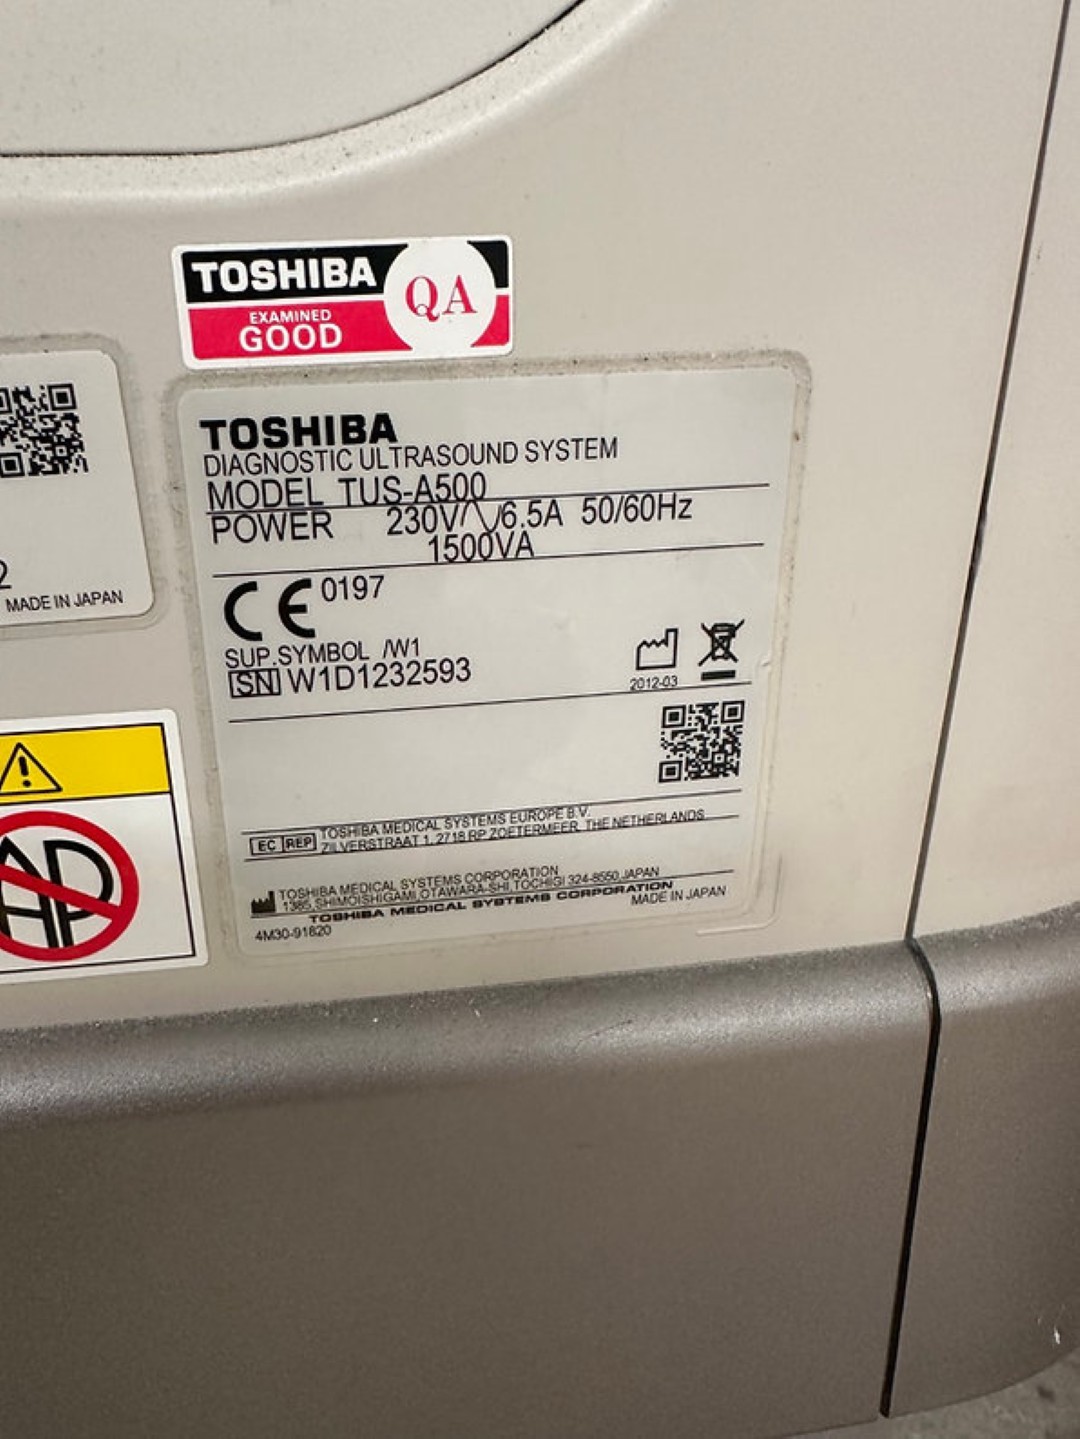 TOSHIBA
QA
EXAMINED
GOOD
TOSHIBA
DIAGNOSTIC ULTRASOUND SYSTEM
MODEL TUS-A500
POWER 230V 6.5A 50/60Hz
1500VA
CE 0197
SUP.SYMBOL /W1
SN W1D1232593
2012-03
EC REP TOSHIBA MEDICAL SYSTEMS EUROPE B.V.
ZILVERSTRAAT 1, 2718 RP ZOETERMEER, THE NETHERLANDS
TOSHIBA MEDICAL SYSTEMS CORPORATION
1385, SHIMOISHIGAMI, OTAWARA-SHI, TOCHIGI 324-8550, JAPAN
TOSHIBA MEDICAL SYSTEMS CORPORATION
MADE IN JAPAN
4M30-91820
2
MADE IN JAPAN
AP